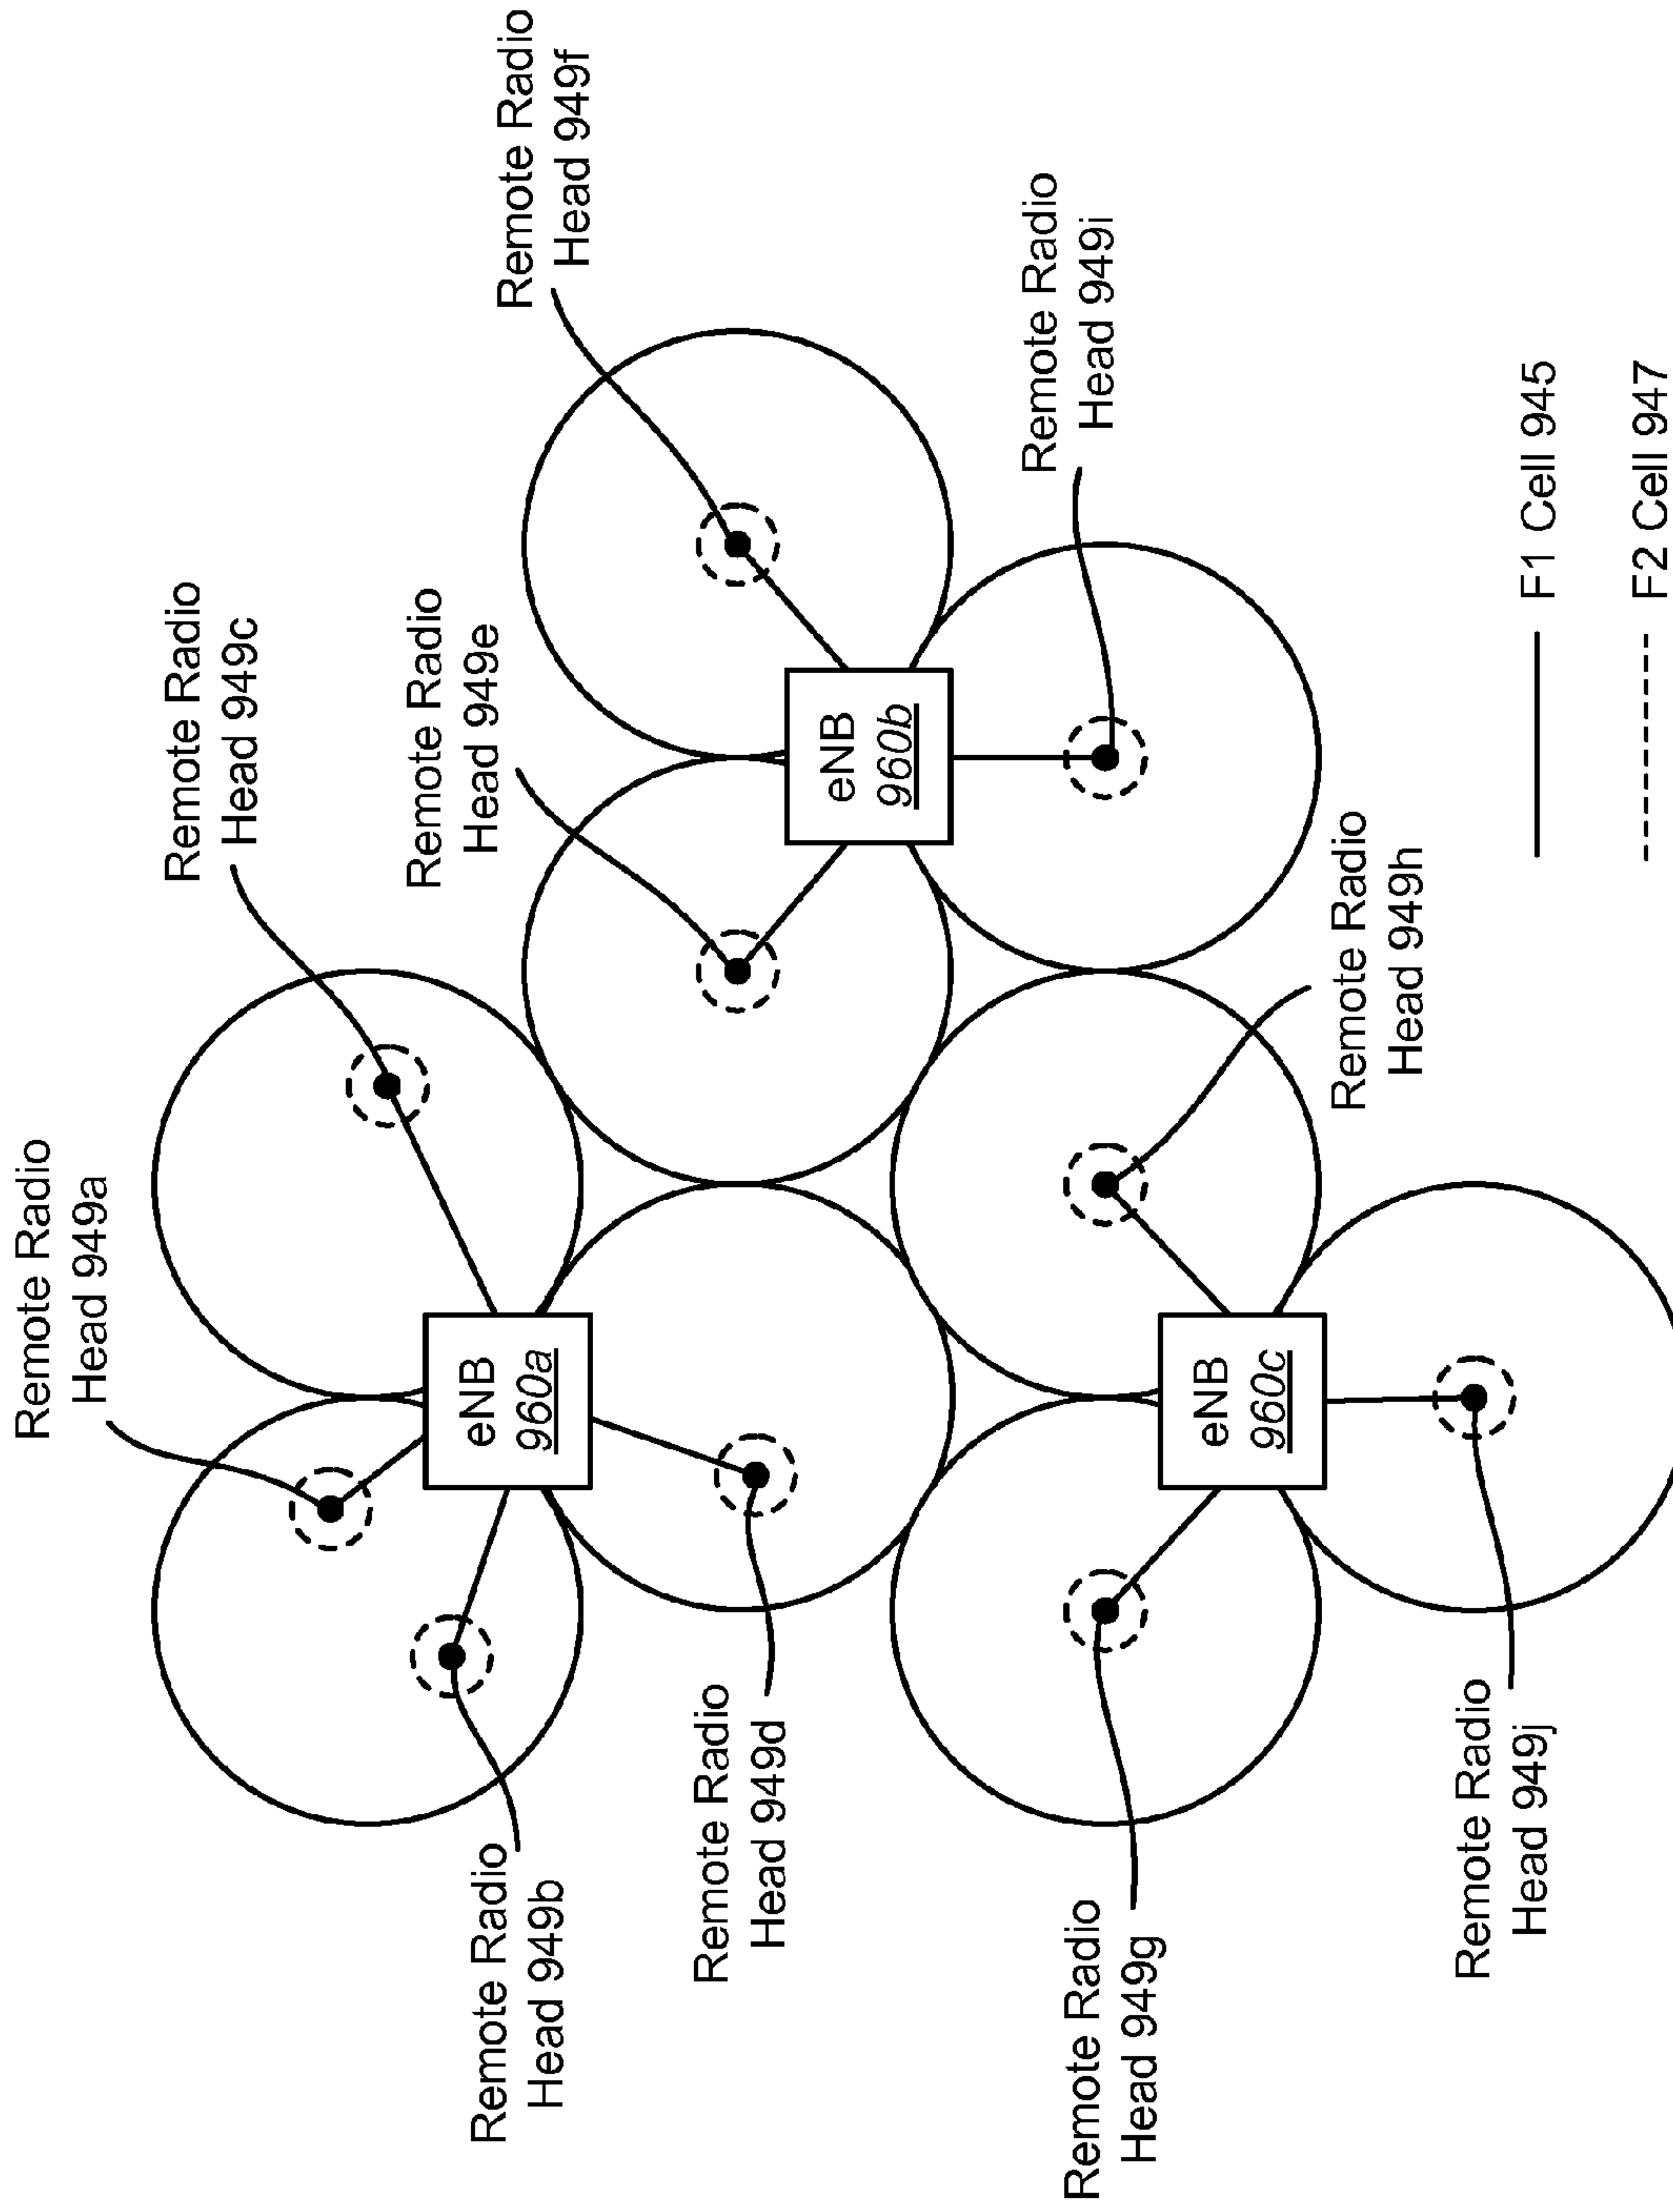 Remote Radio
Head 949a
Remote Radio
Head 949c
Remote Radio
Head 949e
Remote Radio
Head 949f
Remote Radio
Head 949b
eNB
960a
Remote Radio
Head 949d
eNB
960b
Remote Radio
Head 949i
Remote Radio
Head 949g
eNB
960c
Remote Radio
Head 949h
Remote Radio
Head 949j
F1 Cell 945
F2 Cell 947